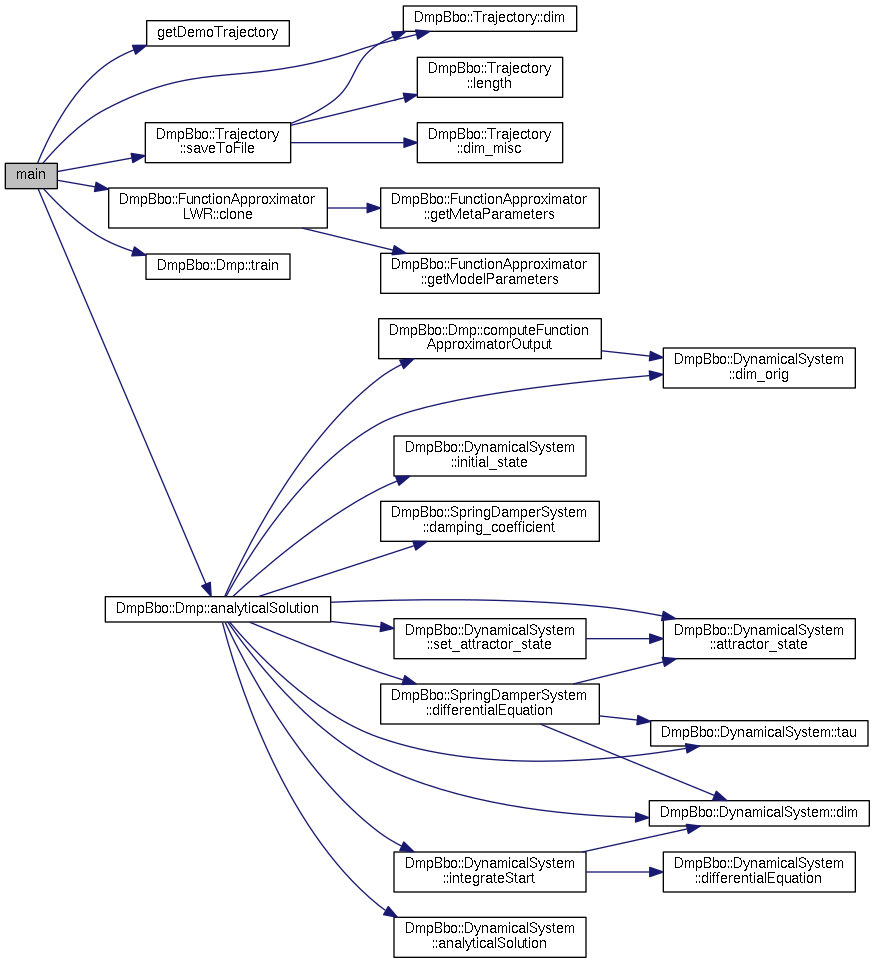 getDemoTrajectory
DmpBbo::Trajectory::dim
DmpBbo::Trajectory
::length
DmpBbo::Trajectory
::saveToFile
DmpBbo::Trajectory
::dim_misc
main
DmpBbo::FunctionApproximator
LWR::clone
DmpBbo::FunctionApproximator
::getMetaParameters
DmpBbo::Dmp::train
DmpBbo::FunctionApproximator
::getModelParameters
DmpBbo::Dmp::computeFunction
ApproximatorOutput
DmpBbo::DynamicalSystem
::dim_orig
DmpBbo::DynamicalSystem
::initial_state
DmpBbo::SpringDamperSystem
::damping_coefficient
DmpBbo::Dmp::analyticalSolution
DmpBbo::DynamicalSystem
::set_attractor_state
DmpBbo::DynamicalSystem
::attractor_state
DmpBbo::SpringDamperSystem
::differentialEquation
DmpBbo::DynamicalSystem::tau
DmpBbo::DynamicalSystem::dim
DmpBbo::DynamicalSystem
::integrateStart
DmpBbo::DynamicalSystem
::differentialEquation
DmpBbo::DynamicalSystem
::analyticalSolution